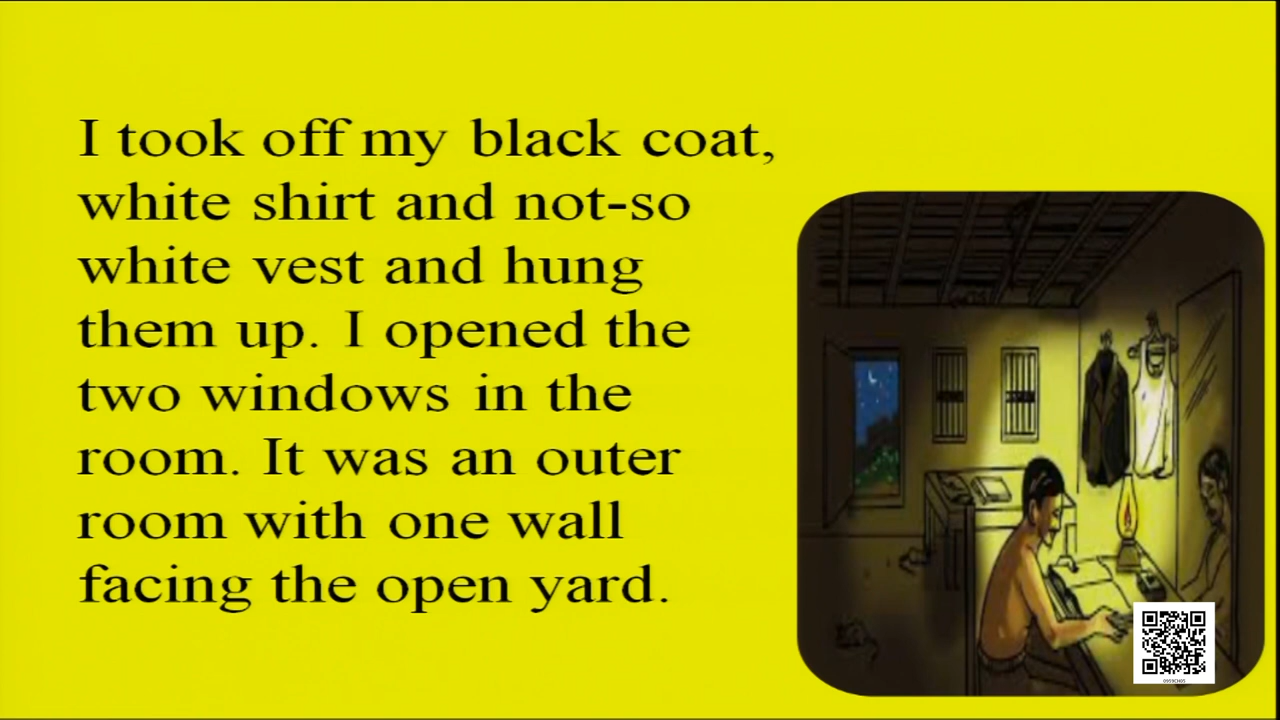 I took off my black coat,
white shirt and not-so
white vest and hung
them up. I opened the
two windows in the
room. It was an outer
room with one wall
facing the open yard.